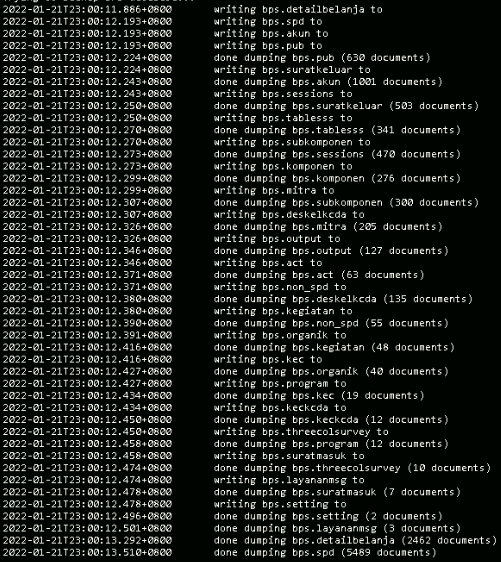 2022-01-21T23:00:11.886+0800 writing bps.detailbelanja to
2022-01-21T23:00:12.193+0800 writing bps.spd to
2022-01-21T23:00:12.193+0800 writing bps.akun to
2022-01-21T23:00:12.193+0800 writing bps.pub to
2022-01-21T23:00:12.224+0800 done dumping bps.pub (630 documents)
2022-01-21T23:00:12.224+0800 writing bps.suratkeluar to
2022-01-21T23:00:12.243+0800 done dumping bps.akun (1001 documents)
2022-01-21T23:00:12.243+0800 writing bps.sessions to
2022-01-21T23:00:12.250+0800 done dumping bps.suratkeluar (503 documents)
2022-01-21T23:00:12.250+0800 writing bps.tablesss to
2022-01-21T23:00:12.270+0800 done dumping bps.tablesss (341 documents)
2022-01-21T23:00:12.270+0800 writing bps.subkomponen to
2022-01-21T23:00:12.273+0800 done dumping bps.sessions (470 documents)
2022-01-21T23:00:12.273+0800 writing bps.komponen to
2022-01-21T23:00:12.299+0800 done dumping bps.komponen (276 documents)
2022-01-21T23:00:12.299+0800 writing bps.mitra to
2022-01-21T23:00:12.307+0800 done dumping bps.subkomponen (300 documents)
2022-01-21T23:00:12.307+0800 writing bps.deskelkcda to
2022-01-21T23:00:12.326+0800 done dumping bps.mitra (205 documents)
2022-01-21T23:00:12.326+0800 writing bps.output to
2022-01-21T23:00:12.346+0800 done dumping bps.output (127 documents)
2022-01-21T23:00:12.346+0800 writing bps.act to
2022-01-21T23:00:12.371+0800 done dumping bps.act (63 documents)
2022-01-21T23:00:12.371+0800 writing bps.non_spd to
2022-01-21T23:00:12.380+0800 done dumping bps.deskelkcda (135 documents)
2022-01-21T23:00:12.380+0800 writing bps.kegiatan to
2022-01-21T23:00:12.390+0800 done dumping bps.non_spd (55 documents)
2022-01-21T23:00:12.391+0800 writing bps.organik to
2022-01-21T23:00:12.416+0800 done dumping bps.kegiatan (48 documents)
2022-01-21T23:00:12.416+0800 writing bps.kec to
2022-01-21T23:00:12.427+0800 done dumping bps.organik (40 documents)
2022-01-21T23:00:12.427+0800 writing bps.program to
2022-01-21T23:00:12.434+0800 done dumping bps.kec (19 documents)
2022-01-21T23:00:12.434+0800 writing bps.keckcda to
2022-01-21T23:00:12.450+0800 done dumping bps.keckcda (12 documents)
2022-01-21T23:00:12.450+0800 writing bps.threecolsurvey to
2022-01-21T23:00:12.458+0800 done dumping bps.program (12 documents)
2022-01-21T23:00:12.458+0800 writing bps.suratmasuk to
2022-01-21T23:00:12.474+0800 done dumping bps.threecolsurvey (10 documents)
2022-01-21T23:00:12.474+0800 writing bps.layananmsg to
2022-01-21T23:00:12.478+0800 done dumping bps.suratmasuk (7 documents)
2022-01-21T23:00:12.478+0800 writing bps.setting to
2022-01-21T23:00:12.496+0800 done dumping bps.setting (2 documents)
2022-01-21T23:00:12.501+0800 done dumping bps.layananmsg (3 documents)
2022-01-21T23:00:13.292+0800 done dumping bps.detailbelanja (2462 documents)
2022-01-21T23:00:13.510+0800 done dumping bps.spd (5489 documents)